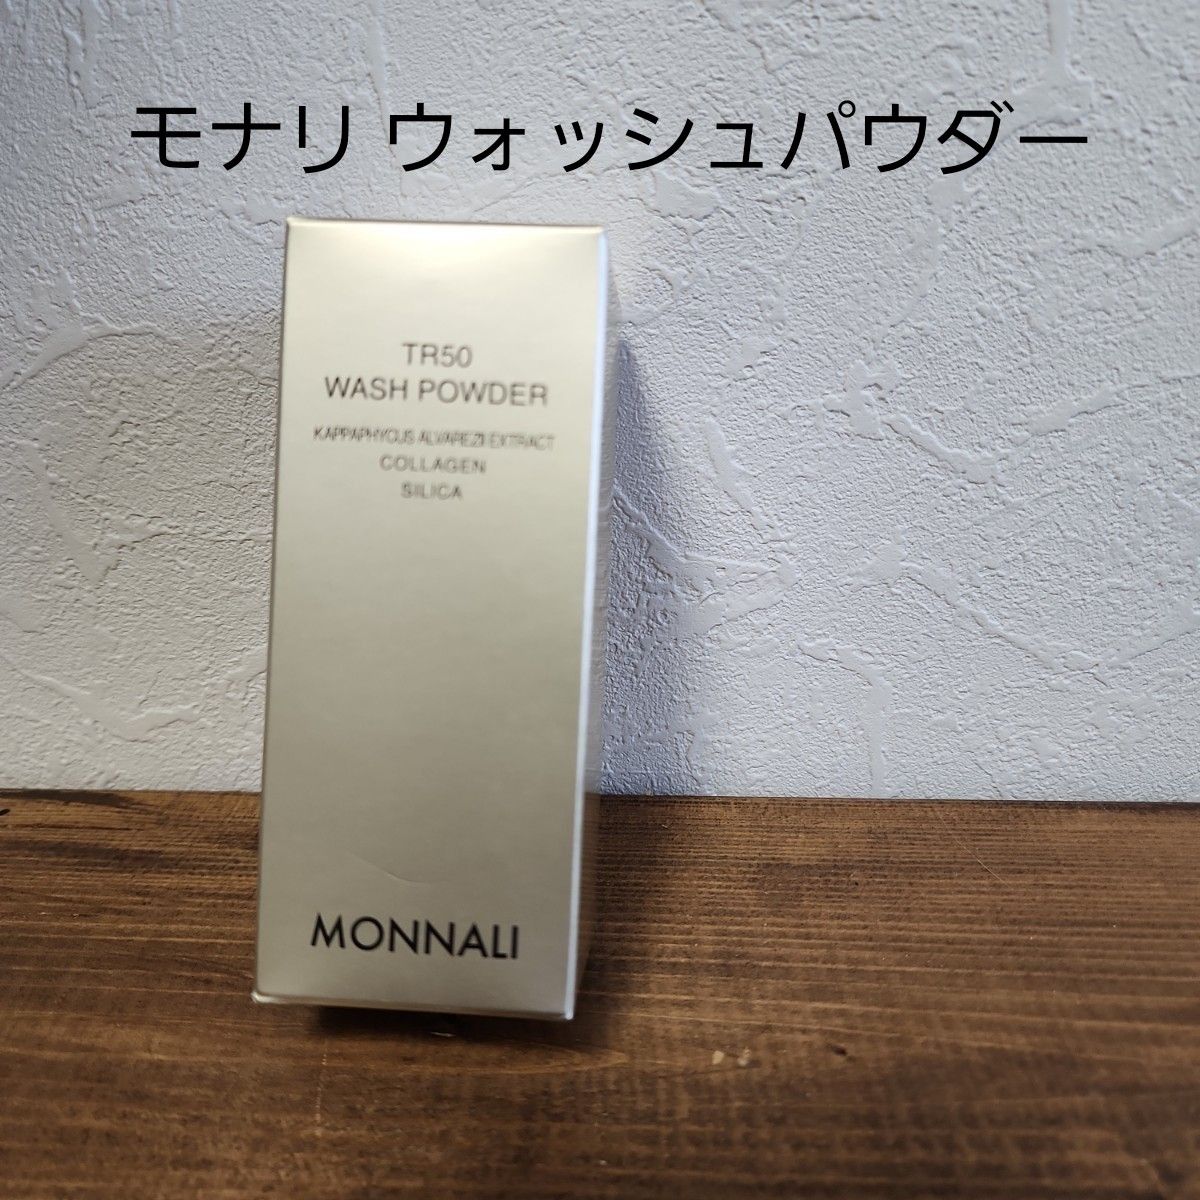 モナリ ウォッシュパウダー
TR50
WASH POWDER
KAPPAPHYCUS ALVAREZII EXTRACT
COLLAGEN
SILICA
MONNALI